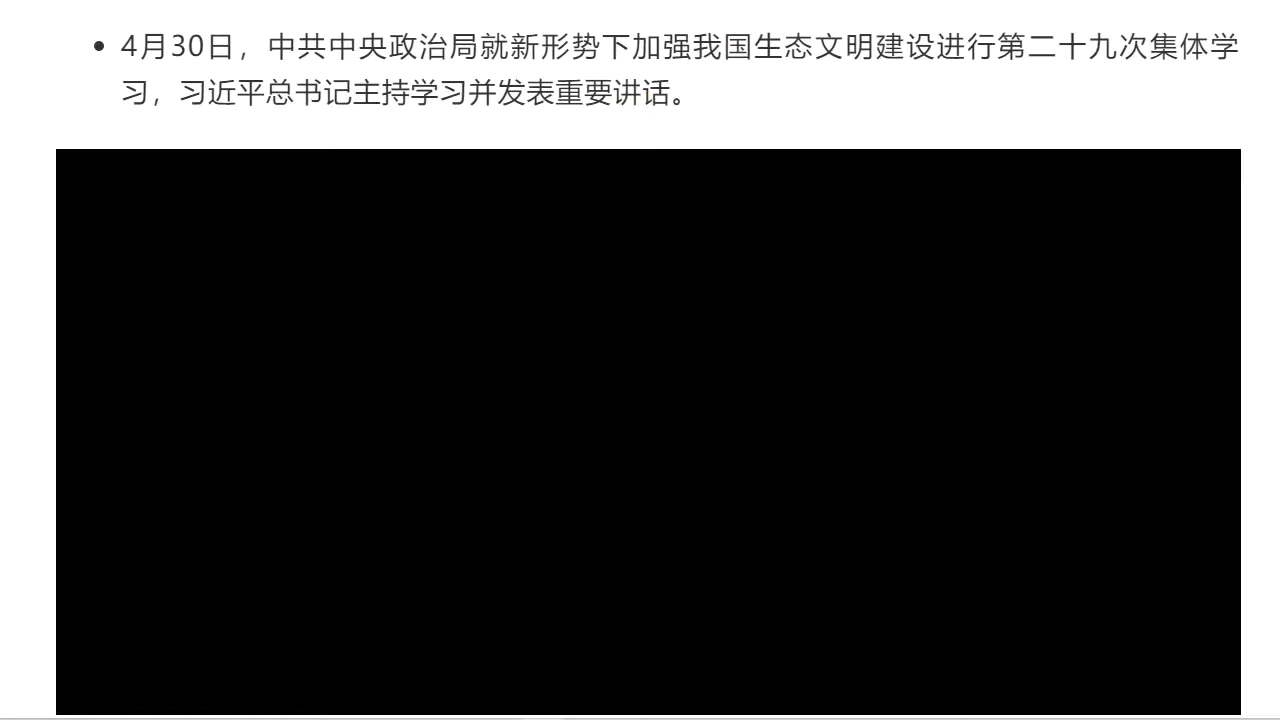 • 4月30日，中共中央政治局就新形势下加强我国生态文明建设进行第二十九次集体学
习，习近平总书记主持学习并发表重要讲话。